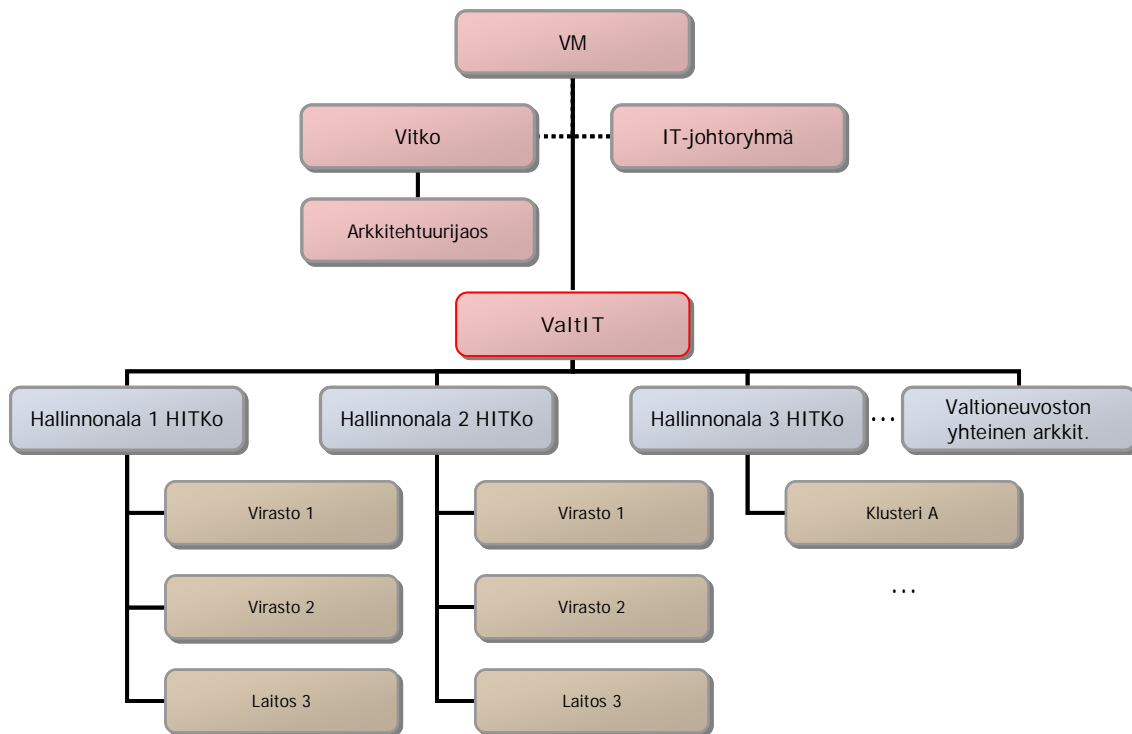 VM
Vitko
IT-johtoryhmä
Arkkitehtuurijaos
ValtIT
Hallinnonala 1 HITKo
Hallinnonala 2 HITKo
Hallinnonala 3 HITKo
...
Valtioneuvoston
yhteinen arkkit.
Virasto 1
Virasto 1
Klusteri A
Virasto 2
Virasto 2
...
Laitos 3
Laitos 3